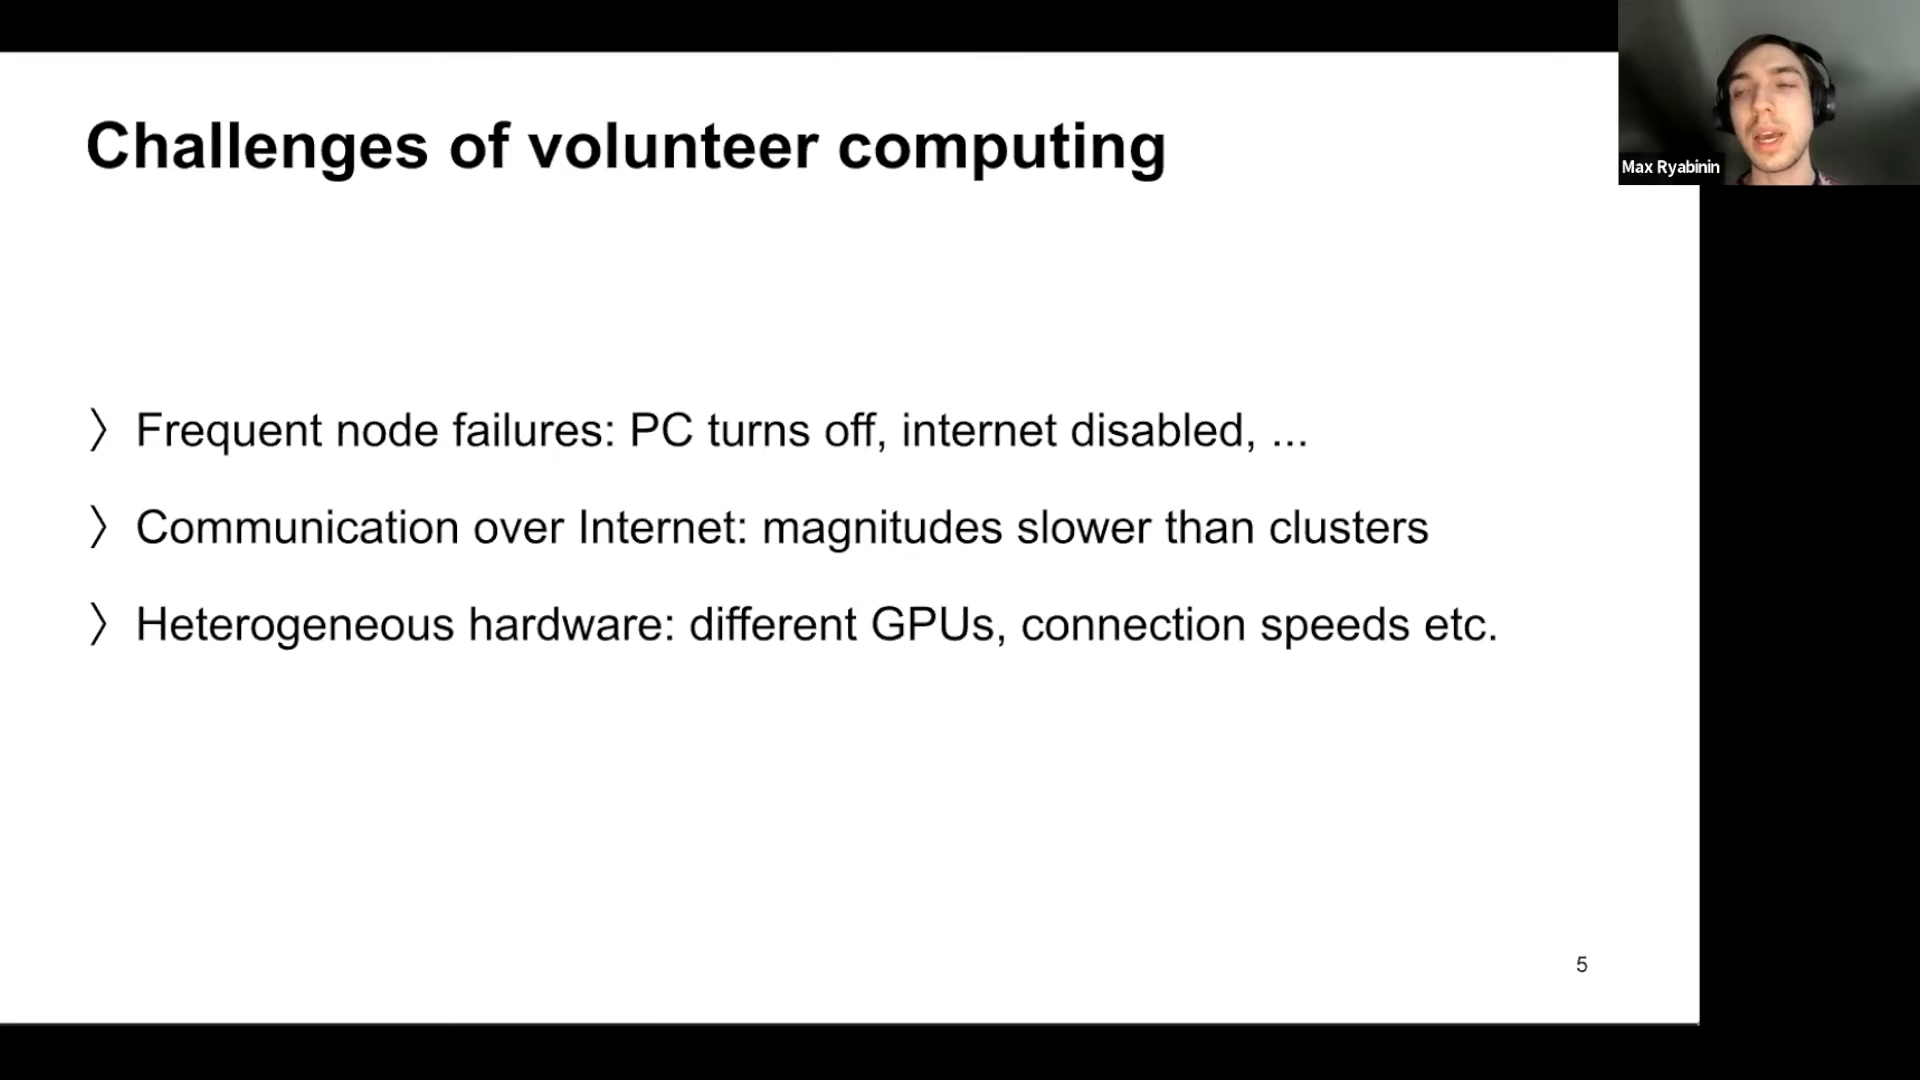 Challenges of volunteer computing
Max Ryabinin
〉 Frequent node failures: PC turns off, internet disabled, ...
〉 Communication over Internet: magnitudes slower than clusters
〉 Heterogeneous hardware: different GPUs, connection speeds etc.
5